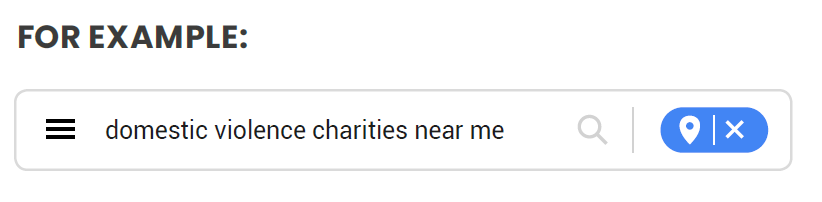 FOR EXAMPLE:
domestic violence charities near me